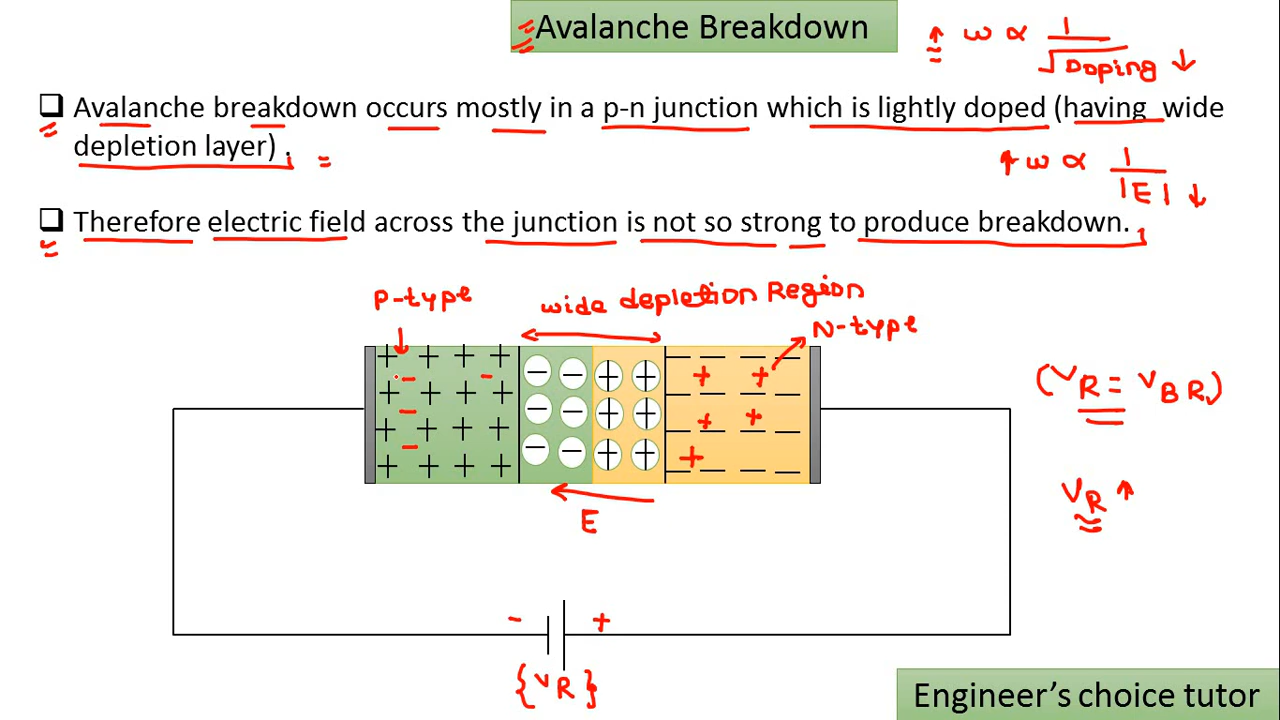 Avalanche Breakdown
↑ w ∝ 1/√Doping ↓
❑ Avalanche breakdown occurs mostly in a p-n junction which is lightly doped (having wide
depletion layer) .
↑ w ∝ 1/|E| ↓
❑ Therefore electric field across the junction is not so strong to produce breakdown.
P-type
wide depletion Region
N-type
+ + + + − − + + − − − −
+ + + + − − + + − − − −
+ + + + − − + + − − − −
+ + + + − − − −
(VR = VBR)
E
VR ↑
− +
{VR}
Engineer’s choice tutor